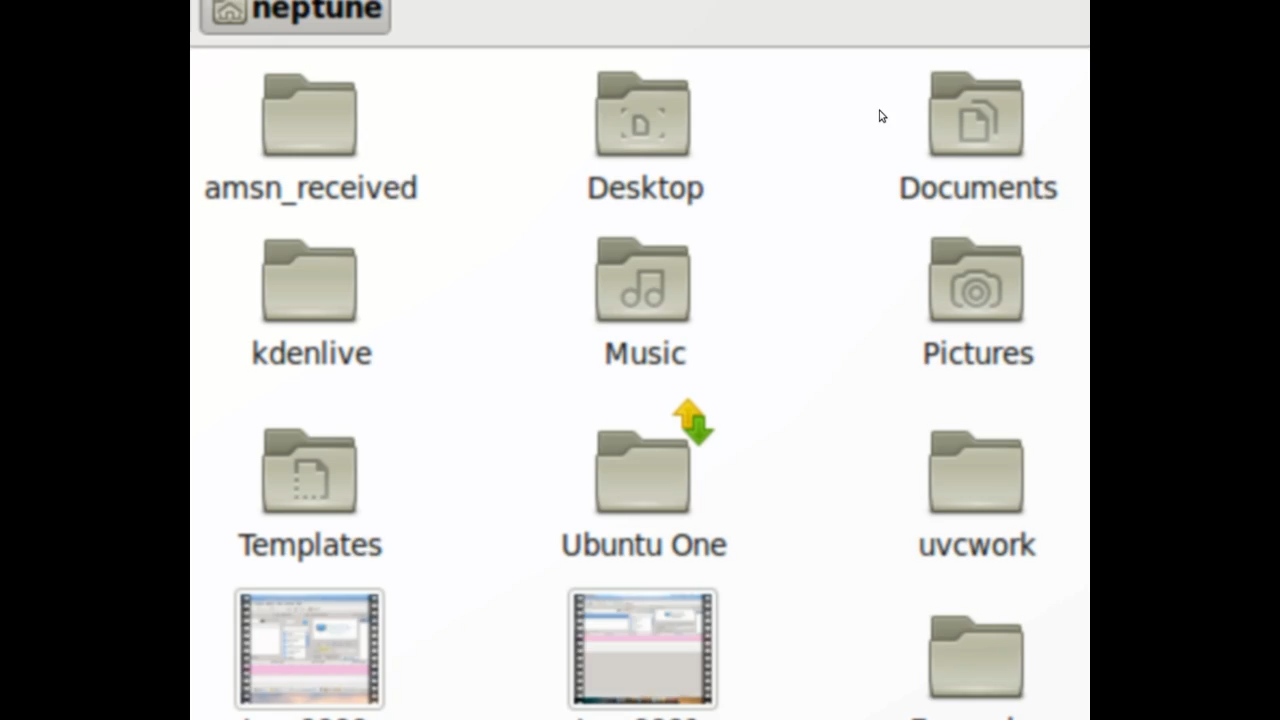 neptune
amsn_received
Desktop
Documents
kdenlive
Music
Pictures
Templates
Ubuntu One
uvcwork